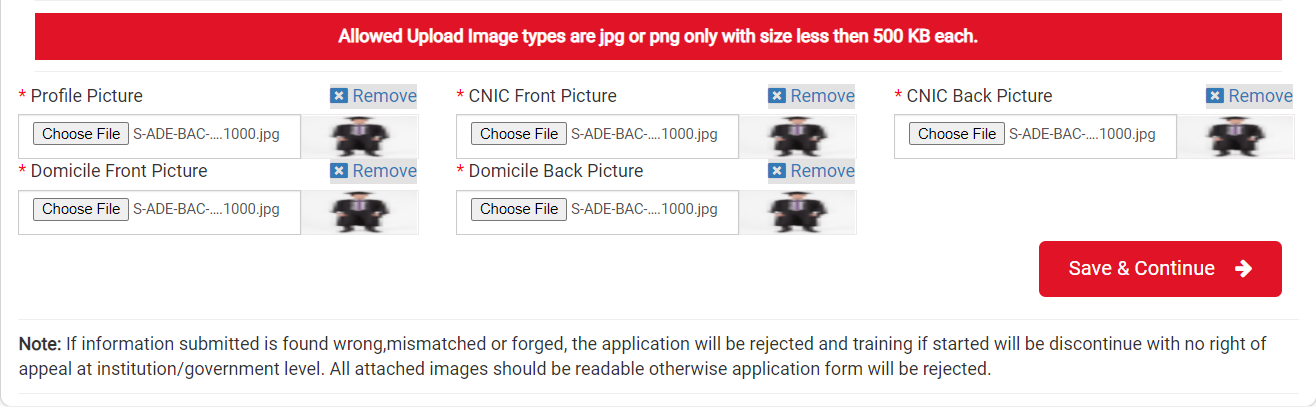 Allowed Upload Image types are jpg or png only with size less then 500 KB each.
* Profile Picture Remove * CNIC Front Picture Remove * CNIC Back Picture Remove
Choose File S-ADE-BAC-....1000.jpg Choose File S-ADE-BAC-....1000.jpg Choose File S-ADE-BAC-....1000.jpg
* Domicile Front Picture Remove * Domicile Back Picture Remove
Choose File S-ADE-BAC-....1000.jpg Choose File S-ADE-BAC-....1000.jpg
Save & Continue
Note: If information submitted is found wrong,mismatched or forged, the application will be rejected and training if started will be discontinue with no right of
appeal at institution/government level. All attached images should be readable otherwise application form will be rejected.